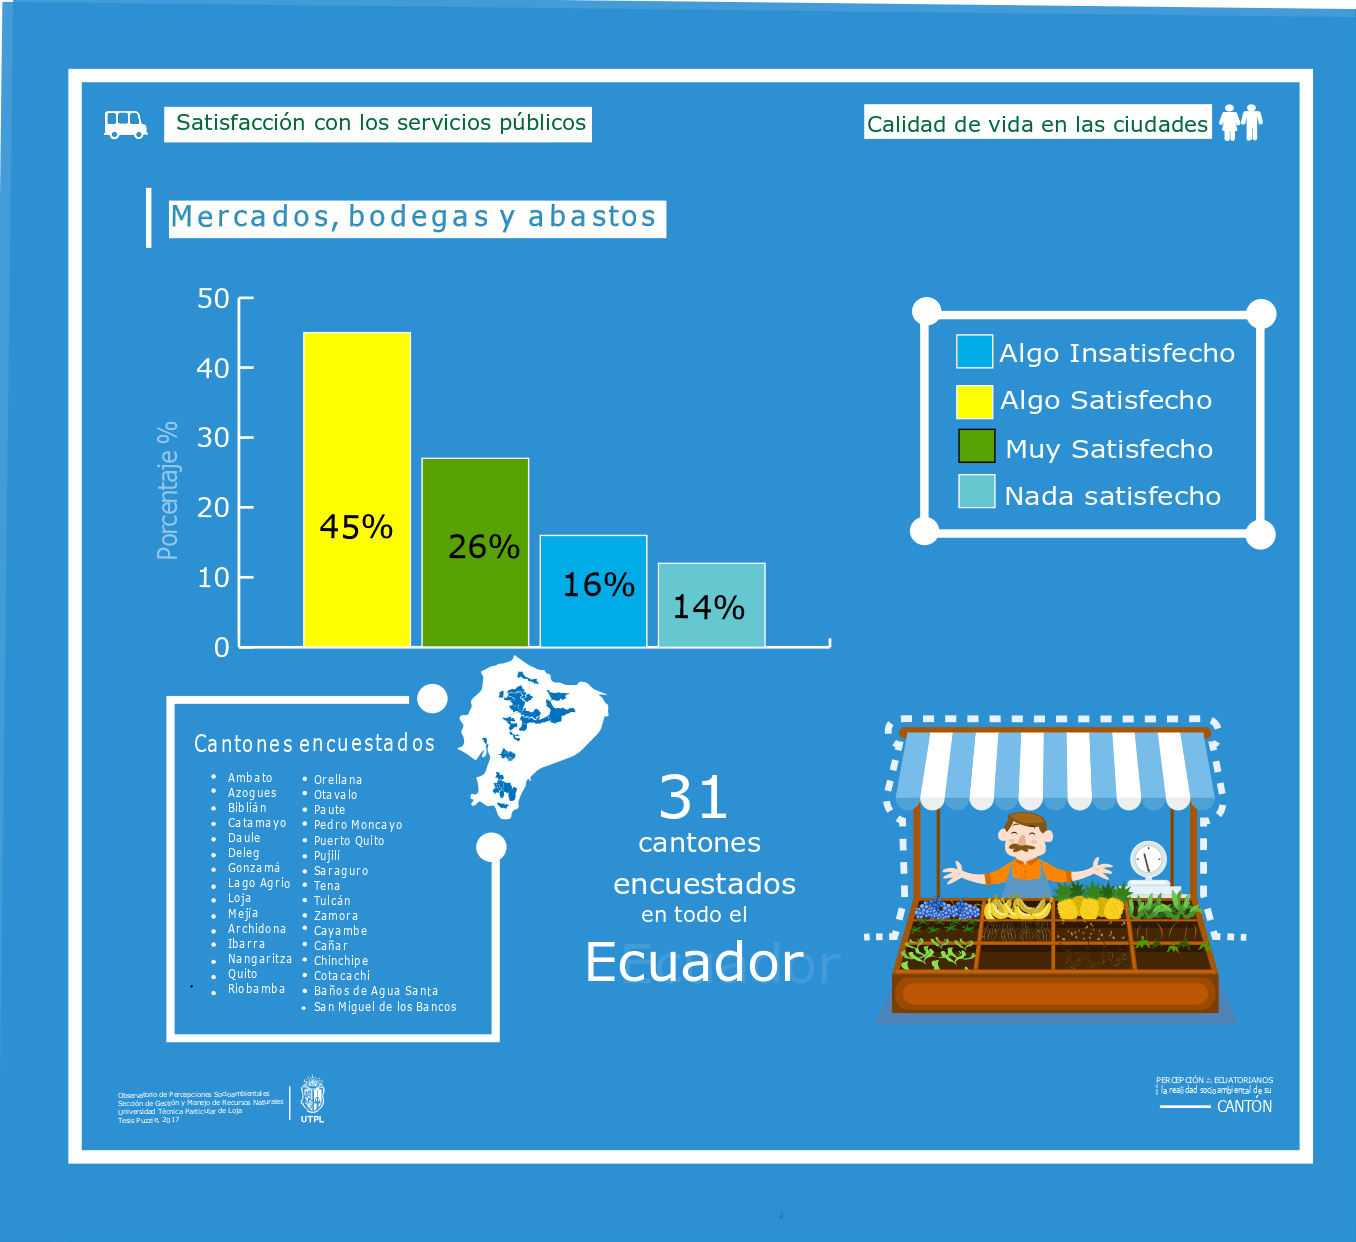 Satisfacción con los servicios públicos
Calidad de vida en las ciudades
Mercados, bodegas y abastos
Porcentaje %
50
40
30
20
10
0
45%
26%
16%
14%
Algo Insatisfecho
Algo Satisfecho
Muy Satisfecho
Nada satisfecho
Cantones encuestados
Ambato
Azogues
Biblián
Catamayo
Daule
Deleg
Gonzamá
Lago Agrio
Loja
Mejía
Archidona
Ibarra
Nangaritza
Quito
Riobamba
Orellana
Otavalo
Paute
Pedro Moncayo
Puerto Quito
Pujilí
Saraguro
Tena
Tulcán
Zamora
Cayambe
Cañar
Chinchipe
Cotacachi
Baños de Agua Santa
San Miguel de los Bancos
31
cantones
encuestados
en todo el
Ecuador
Observatorio de Percepciones Socioambientales
Sección de Gestión y Manejo de Recursos Naturales
Universidad Técnica Particular de Loja
Tesis Puzzle, 2017
UTPL
PERCEPCIÓN ECUATORIANOS
la realidad socioambiental de su
CANTÓN
2